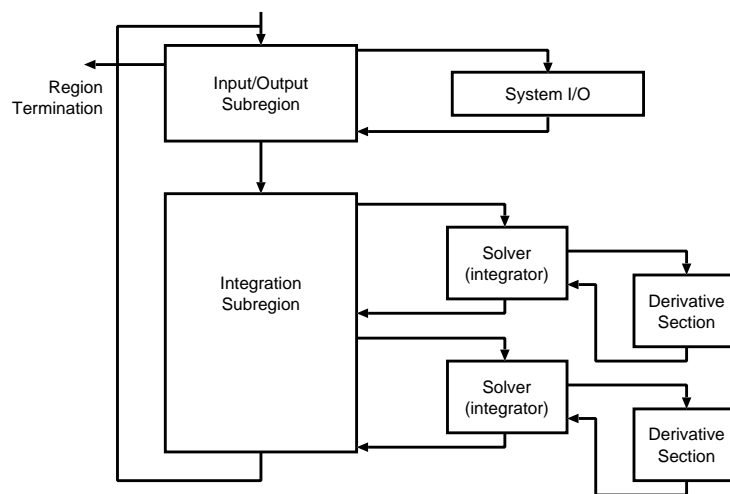 Input/Output
Subregion
System I/O
Region
Termination
Integration
Subregion
Solver
(integrator)
Derivative
Section
Solver
(integrator)
Derivative
Section